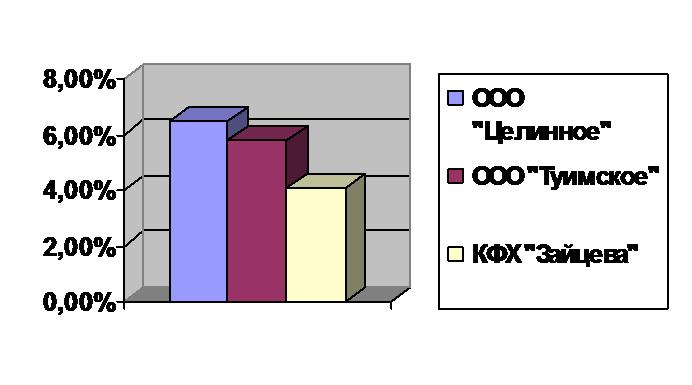 8,00%
6,00%
4,00%
2,00%
0,00%
ООО
"Целинное"
ООО "Туимское"
КФХ "Зайцева"